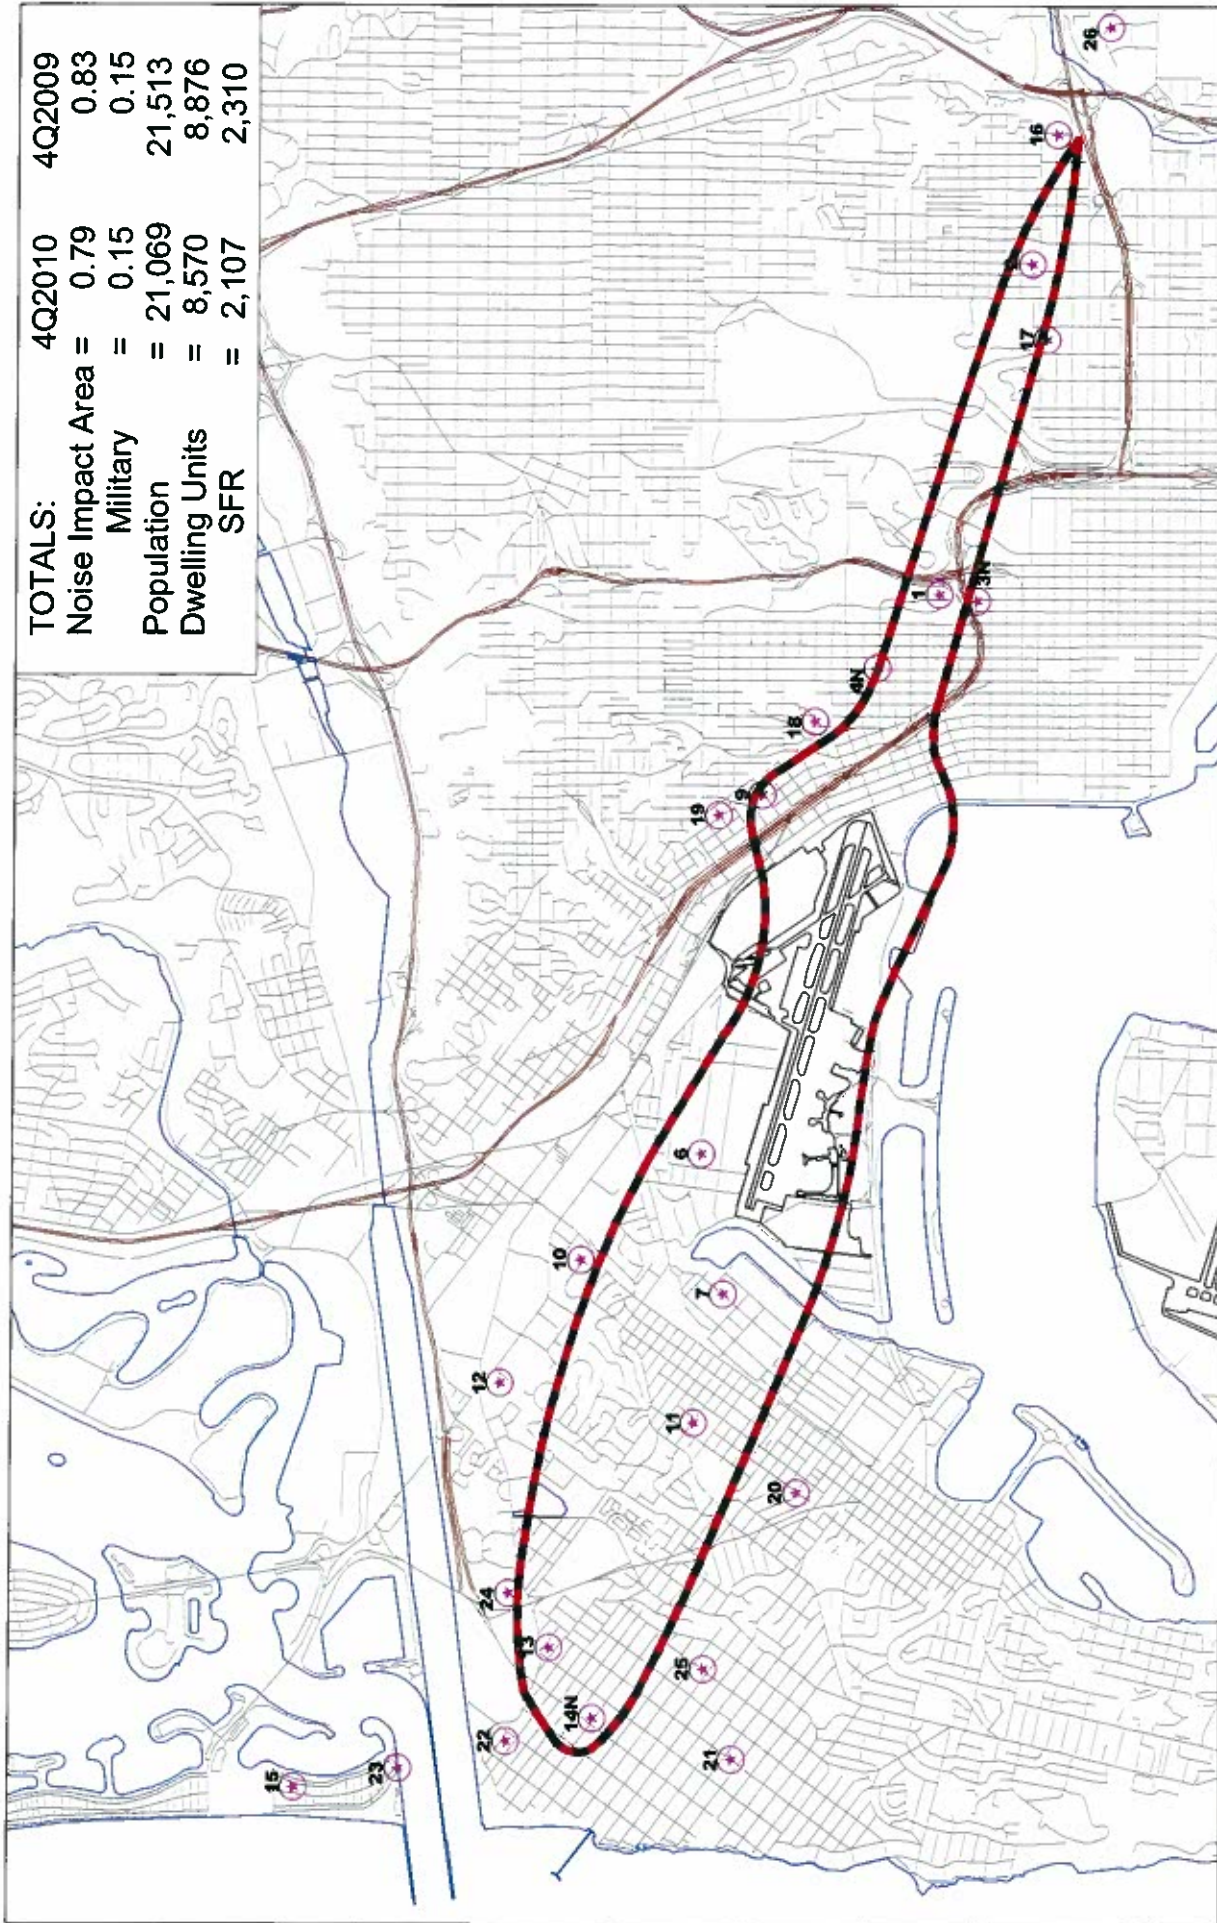 TOTALS: 4Q2010 4Q2009
Noise Impact Area = 0.79 0.83
Military = 0.15 0.15
Population = 21,069 21,513
Dwelling Units = 8,570 8,876
SFR = 2,107 2,310
15
23
12
24
22
13
10
14N
11
6
25
19
7
21
9
20
18
4N
1
3N
17
16
26